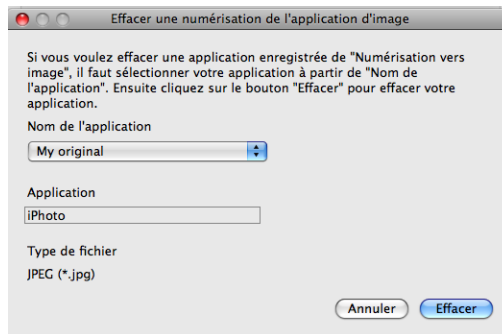 Effacer une numérisation de l'application d'image
Si vous voulez effacer une application enregistrée de "Numérisation vers
image", il faut sélectionner votre application à partir de "Nom de
l'application". Ensuite cliquez sur le bouton "Effacer" pour effacer votre
application.
Nom de l'application
My original
Application
iPhoto
Type de fichier
JPEG (*.jpg)
Annuler Effacer